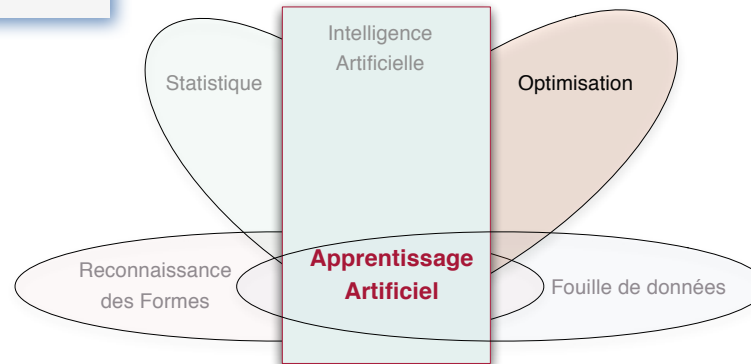 Intelligence
Artificielle
Statistique
Optimisation
Apprentissage
Artificiel
Reconnaissance
des Formes
Fouille de données